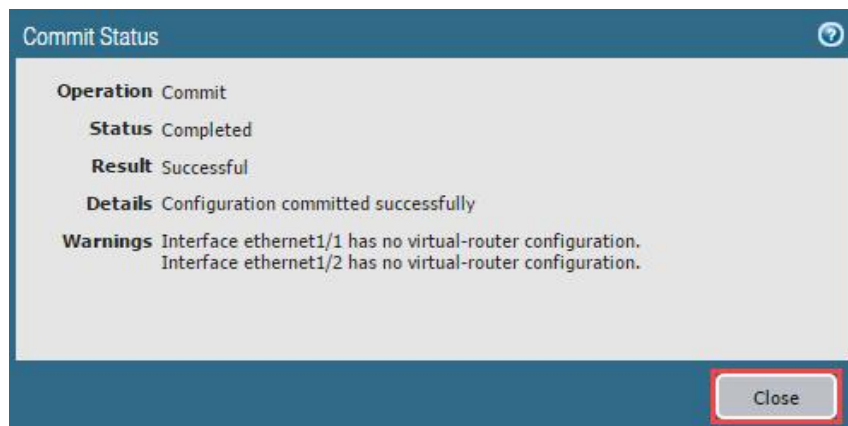 Commit Status
Operation Commit
Status Completed
Result Successful
Details Configuration committed successfully
Warnings Interface ethernet1/1 has no virtual-router configuration.
Interface ethernet1/2 has no virtual-router configuration.
Close